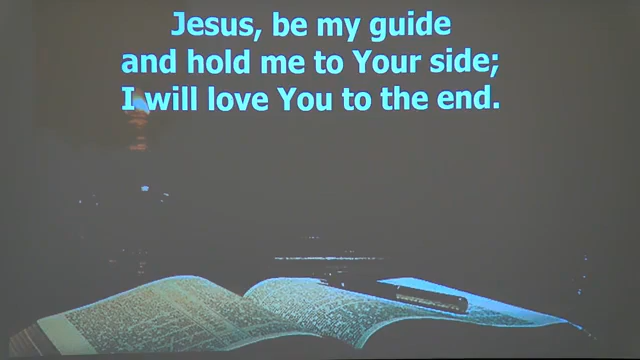 Jesus, be my guide
and hold me to Your side;
I will love You to the end.